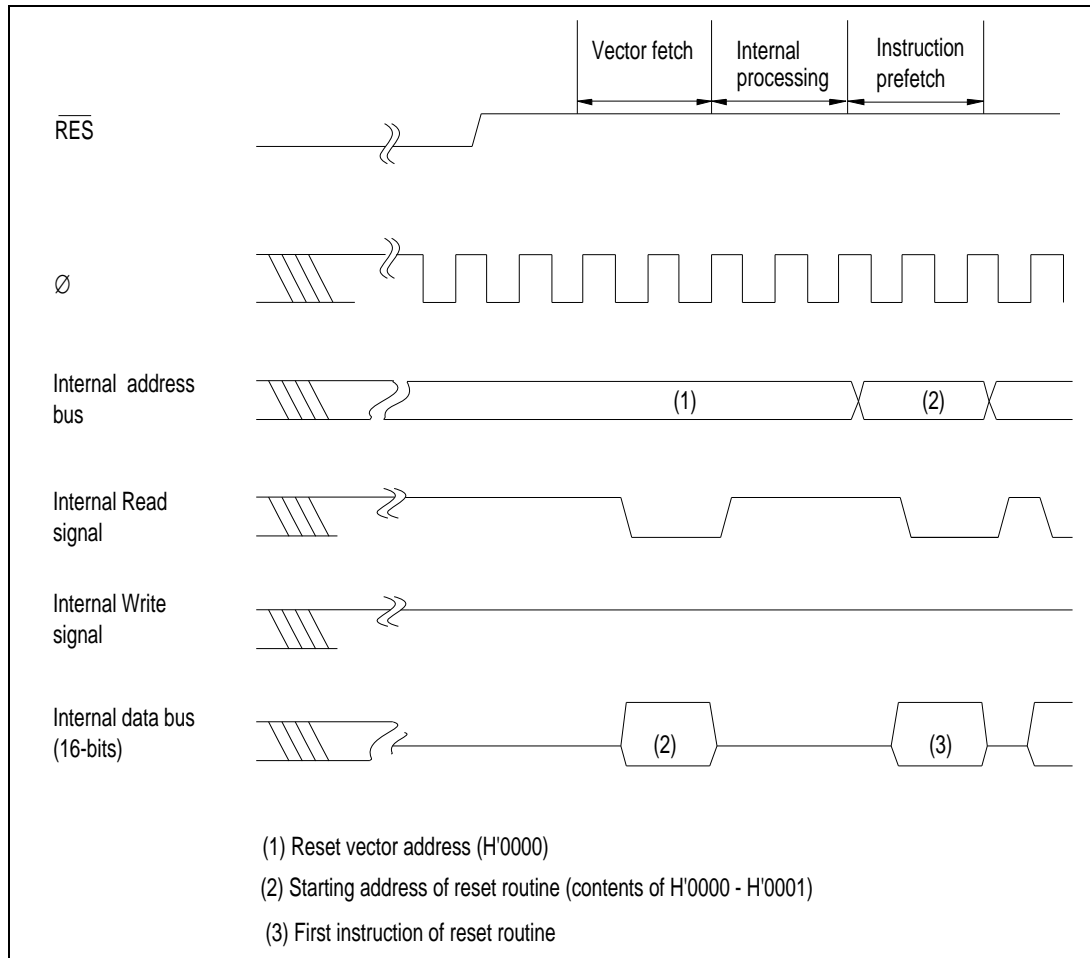 Vector fetch
Internal
processing
Instruction
prefetch
RES
Ø
Internal address
bus
(1)
(2)
Internal Read
signal
Internal Write
signal
Internal data bus
(16-bits)
(2)
(3)
(1) Reset vector address (H'0000)
(2) Starting address of reset routine (contents of H'0000 - H'0001)
(3) First instruction of reset routine